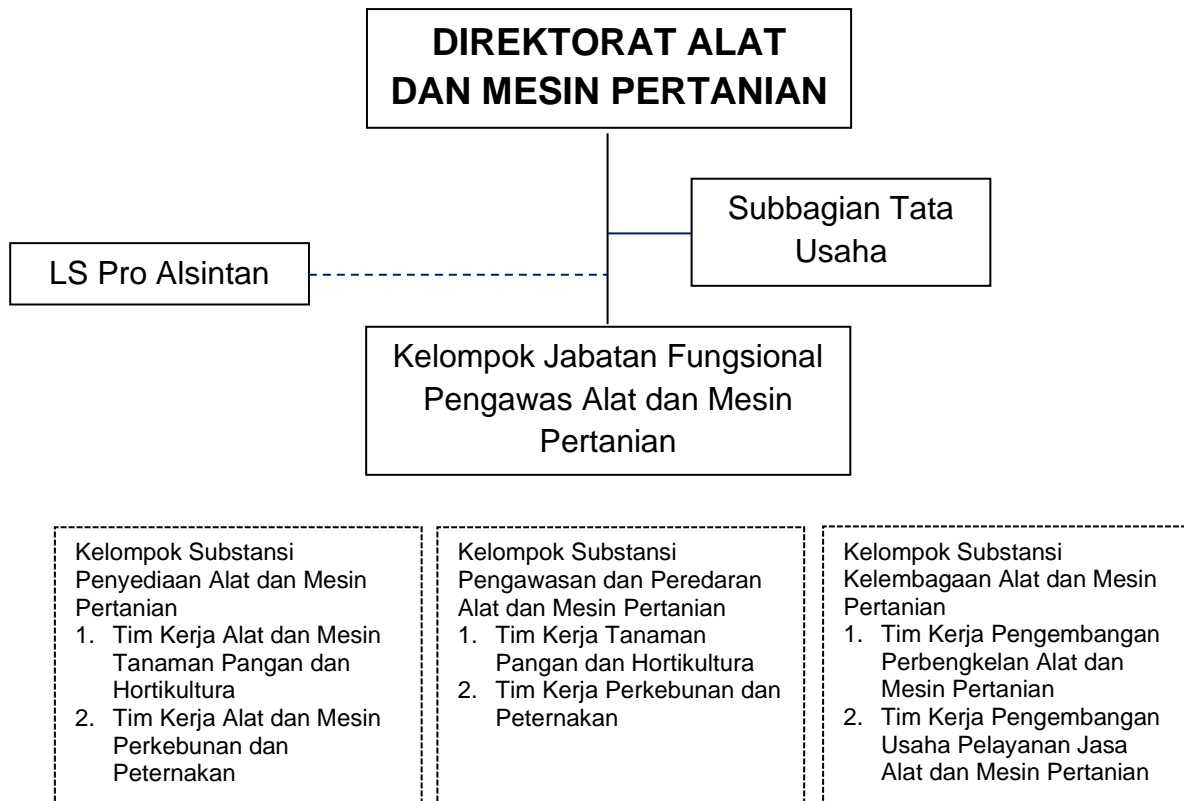 DIREKTORAT ALAT
DAN MESIN PERTANIAN
Subbagian Tata
Usaha
LS Pro Alsintan
Kelompok Jabatan Fungsional
Pengawas Alat dan Mesin
Pertanian
Kelompok Substansi
Penyediaan Alat dan Mesin
Pertanian
1. Tim Kerja Alat dan Mesin
Tanaman Pangan dan
Hortikultura
2. Tim Kerja Alat dan Mesin
Perkebunan dan
Peternakan
Kelompok Substansi
Pengawasan dan Peredaran
Alat dan Mesin Pertanian
1. Tim Kerja Tanaman
Pangan dan Hortikultura
2. Tim Kerja Perkebunan dan
Peternakan
Kelompok Substansi
Kelembagaan Alat dan Mesin
Pertanian
1. Tim Kerja Pengembangan
Perbengkelan Alat dan
Mesin Pertanian
2. Tim Kerja Pengembangan
Usaha Pelayanan Jasa
Alat dan Mesin Pertanian